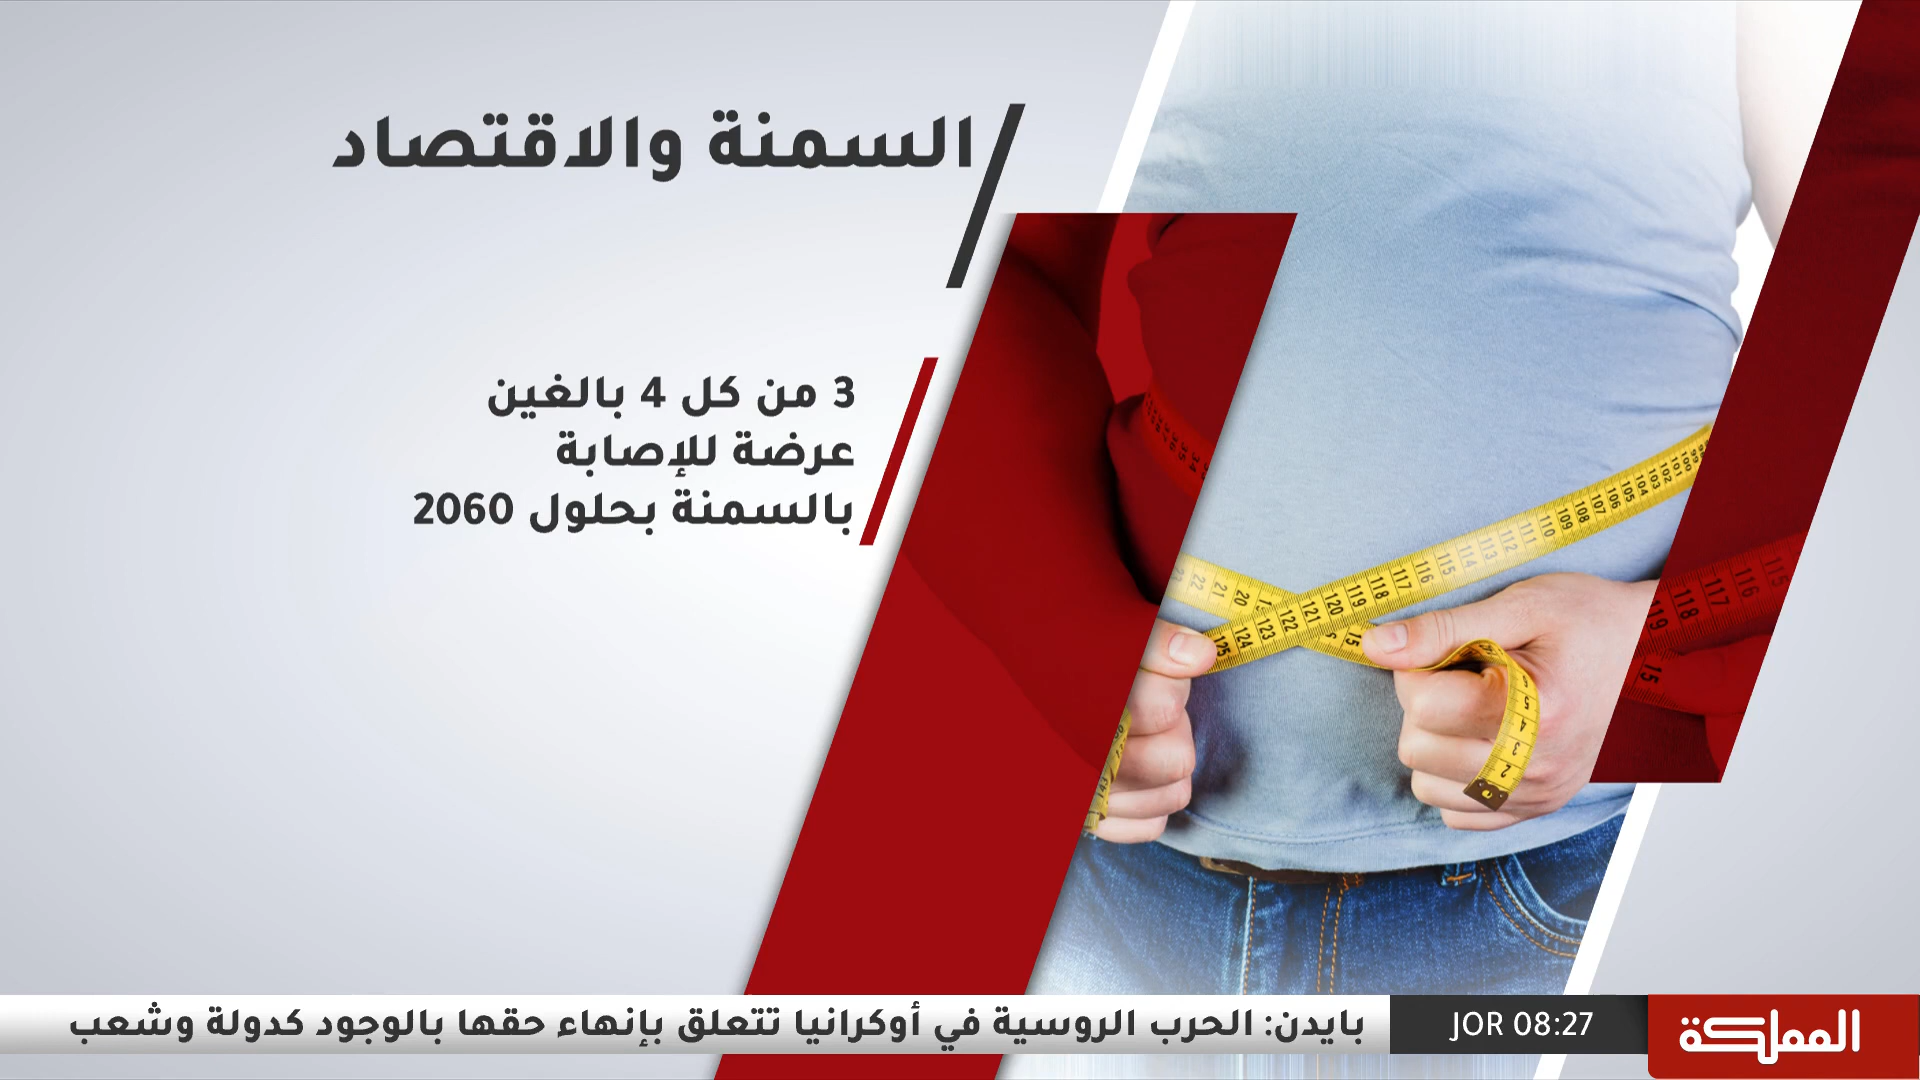 السمنة والاقتصاد
3 من كل 4 بالغين
عرضة للإصابة
بالسمنة بحلول 2060
بايدن: الحرب الروسية في أوكرانيا تتعلق بإنهاء حقها بالوجود كدولة وشعب
JOR 08:27
المملكة